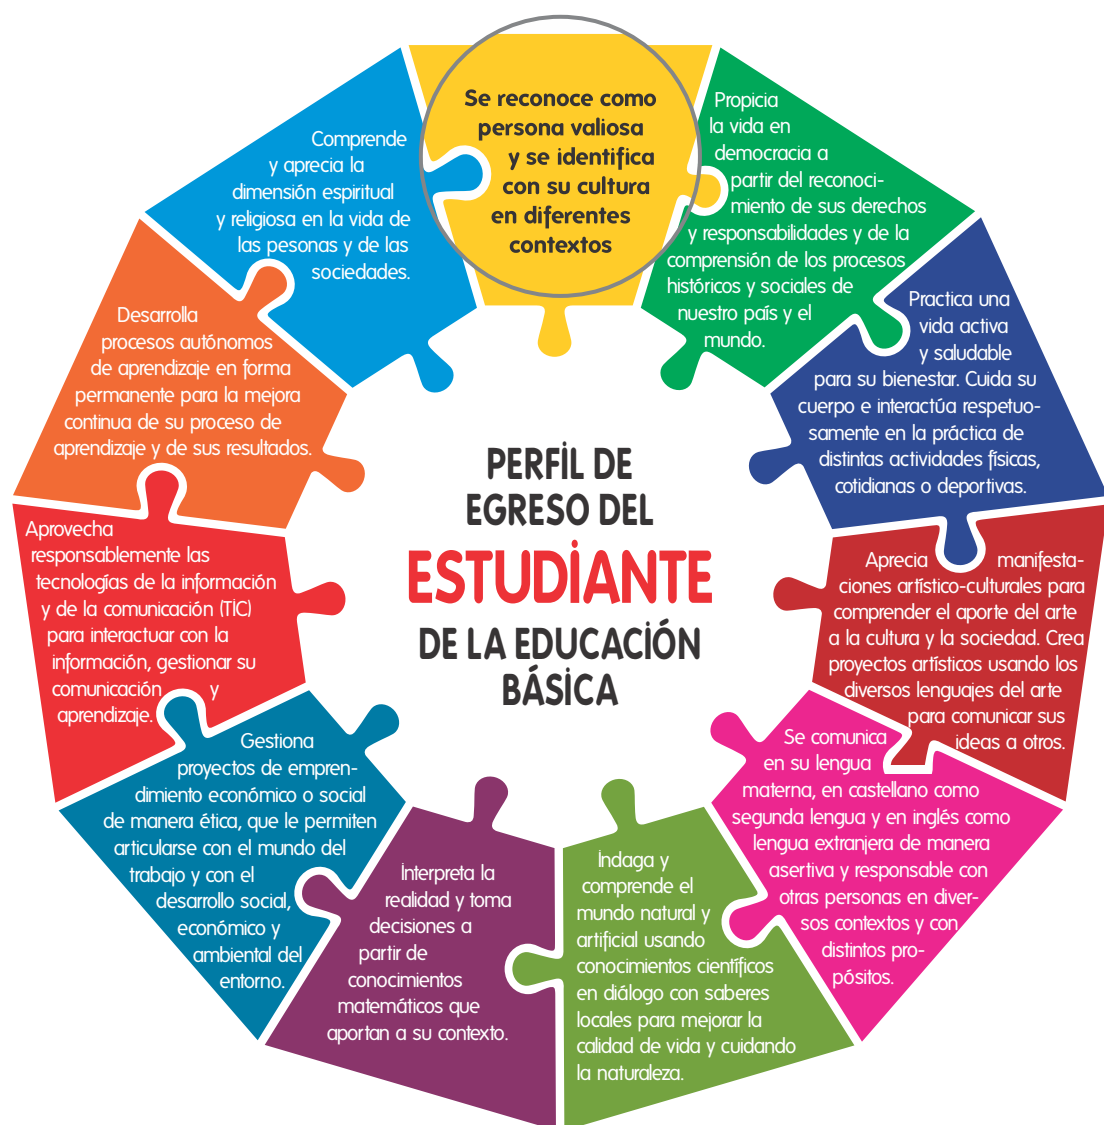 Se reconoce como
persona valiosa
y se identifica
con su cultura
en diferentes
contextos
Propicia
la vida en
democracia a
partir del reconoci-
miento de sus derechos
y responsabilidades y de la
comprensión de los procesos
históricos y sociales de
nuestro país y el
mundo.
Practica una
vida activa
y saludable
para su bienestar. Cuida su
cuerpo e interactúa respetuo-
samente en la práctica de
distintas actividades físicas,
cotidianas o deportivas.
Aprecia manifesta-
ciones artístico-culturales para
comprender el aporte del arte
a la cultura y la sociedad. Crea
proyectos artísticos usando los
diversos lenguajes del arte
para comunicar sus
ideas a otros.
Se comunica
en su lengua
materna, en castellano como
segunda lengua y en inglés como
lengua extranjera de manera
asertiva y responsable con
otras personas en diver-
sos contextos y con
distintos pro-
pósitos.
Indaga y
comprende el
mundo natural y
artificial usando
conocimientos científicos
en diálogo con saberes
locales para mejorar la
calidad de vida y cuidando
la naturaleza.
Interpreta la
realidad y toma
decisiones a
partir de
conocimientos
matemáticos que
aportan a su contexto.
Gestiona
proyectos de empren-
dimiento económico o social
de manera ética, que le permiten
articularse con el mundo del
trabajo y con el
desarrollo social,
económico y
ambiental del
entorno.
Aprovecha
responsablemente las
tecnologías de la información
y de la comunicación (TIC)
para interactuar con la
información, gestionar su
comunicación y
aprendizaje.
Desarrolla
procesos autónomos
de aprendizaje en forma
permanente para la mejora
continua de su proceso de
aprendizaje y de sus resultados.
Comprende
y aprecia la
dimensión espiritual
y religiosa en la vida de
las pesonas y de las
sociedades.
PERFIL DE
EGRESO DEL
ESTUDIANTE
DE LA EDUCACIÓN
BÁSICA